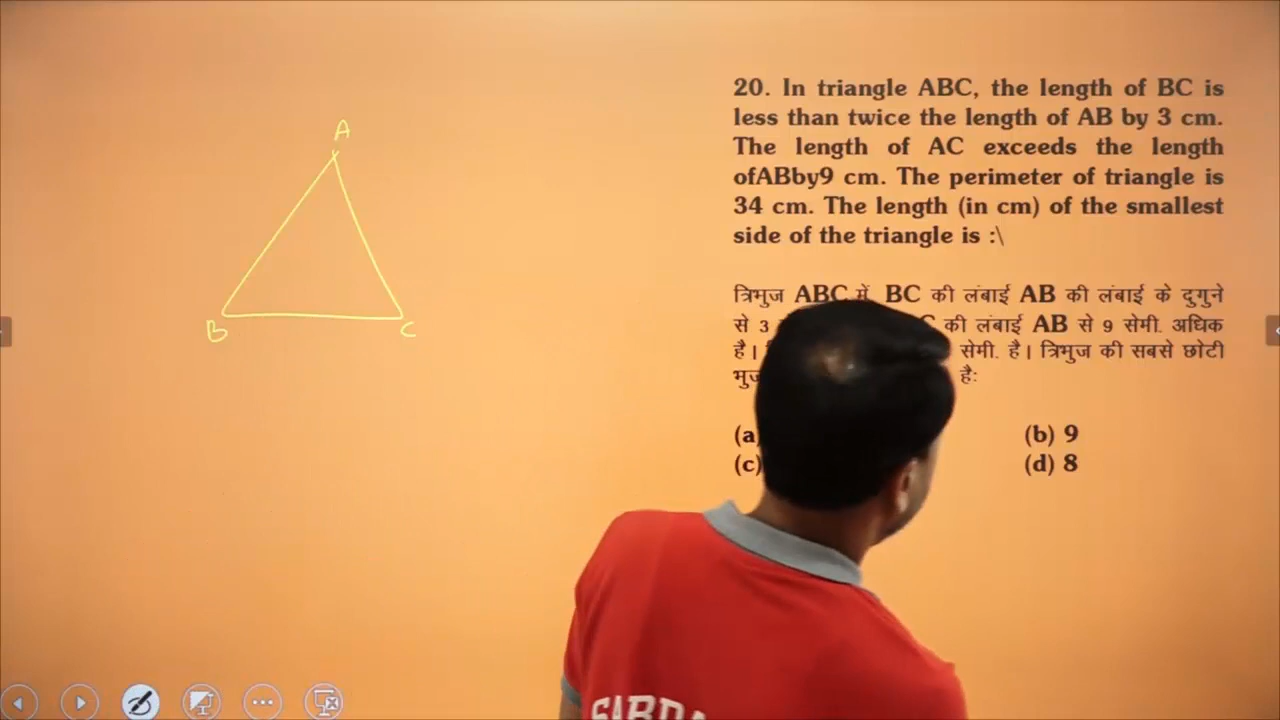 A
B
C
20. In triangle ABC, the length of BC is
less than twice the length of AB by 3 cm.
The length of AC exceeds the length
ofABby9 cm. The perimeter of triangle is
34 cm. The length (in cm) of the smallest
side of the triangle is :\
त्रिभुज ABC में BC की लंबाई AB की लंबाई के दुगुने
से 3 की लंबाई AB से 9 सेमी. अधिक
है। सेमी. है। त्रिभुज की सबसे छोटी
है:
(a (b) 9
(c) (d) 8